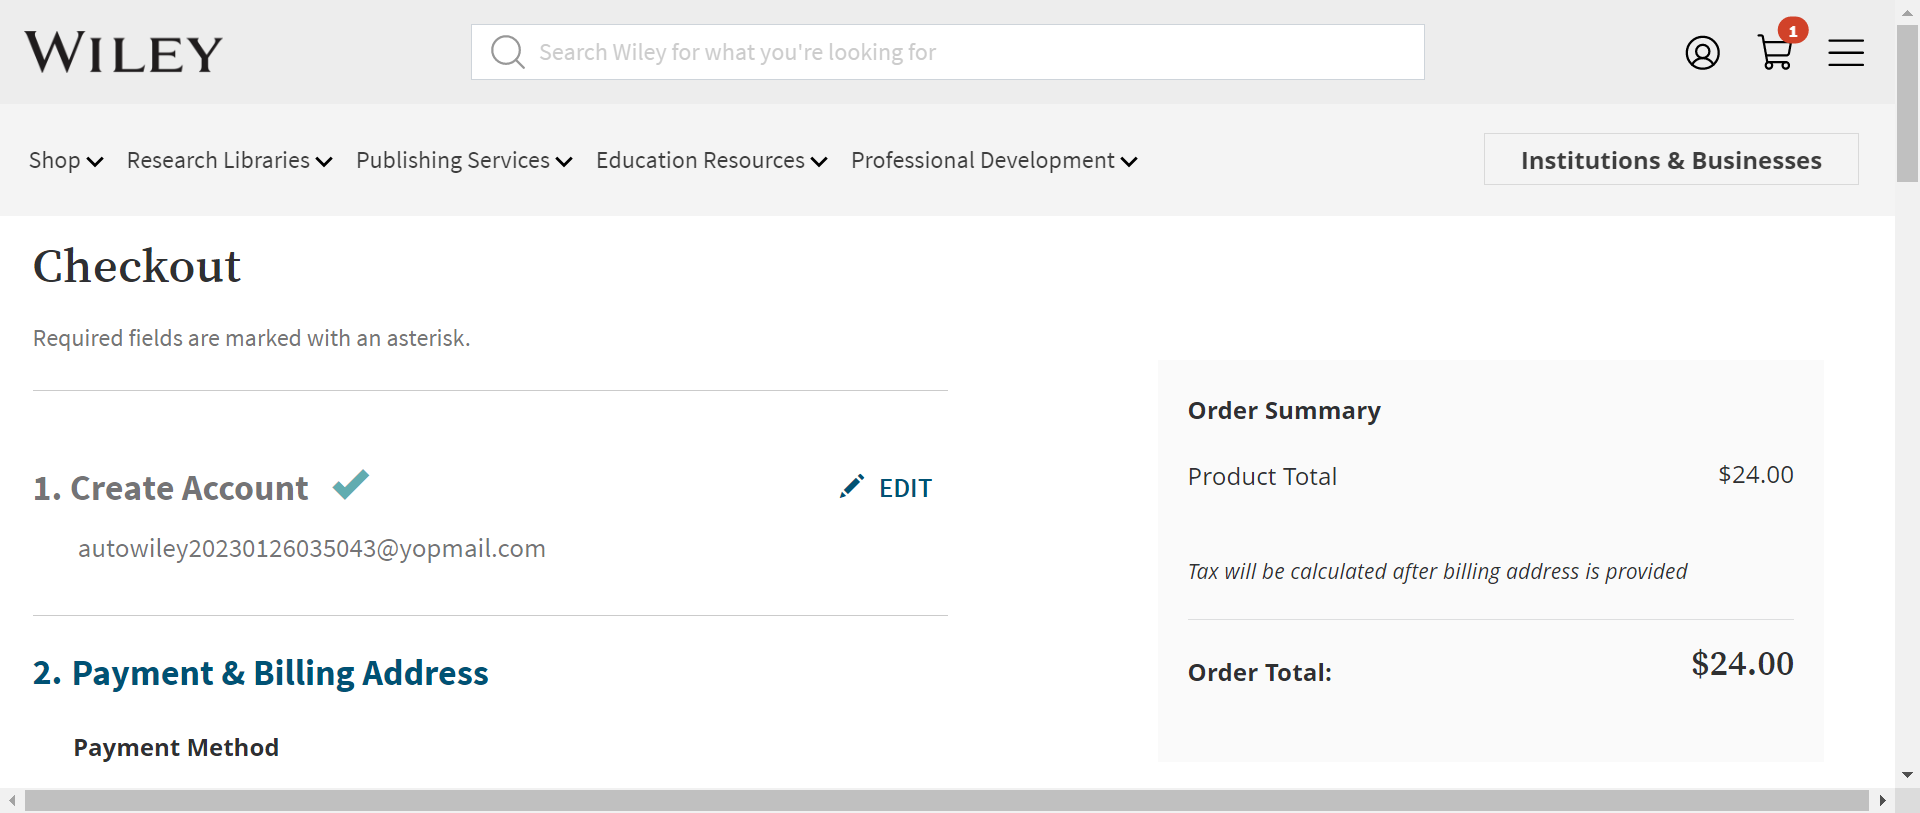 WILEY
Search Wiley for what you're looking for
1
Shop
Research Libraries
Publishing Services
Education Resources
Professional Development
Institutions & Businesses
Checkout
Required fields are marked with an asterisk.
1. Create Account
EDIT
autowiley20230126035043@yopmail.com
2. Payment & Billing Address
Payment Method
Order Summary
Product Total
$24.00
Tax will be calculated after billing address is provided
Order Total:
$24.00